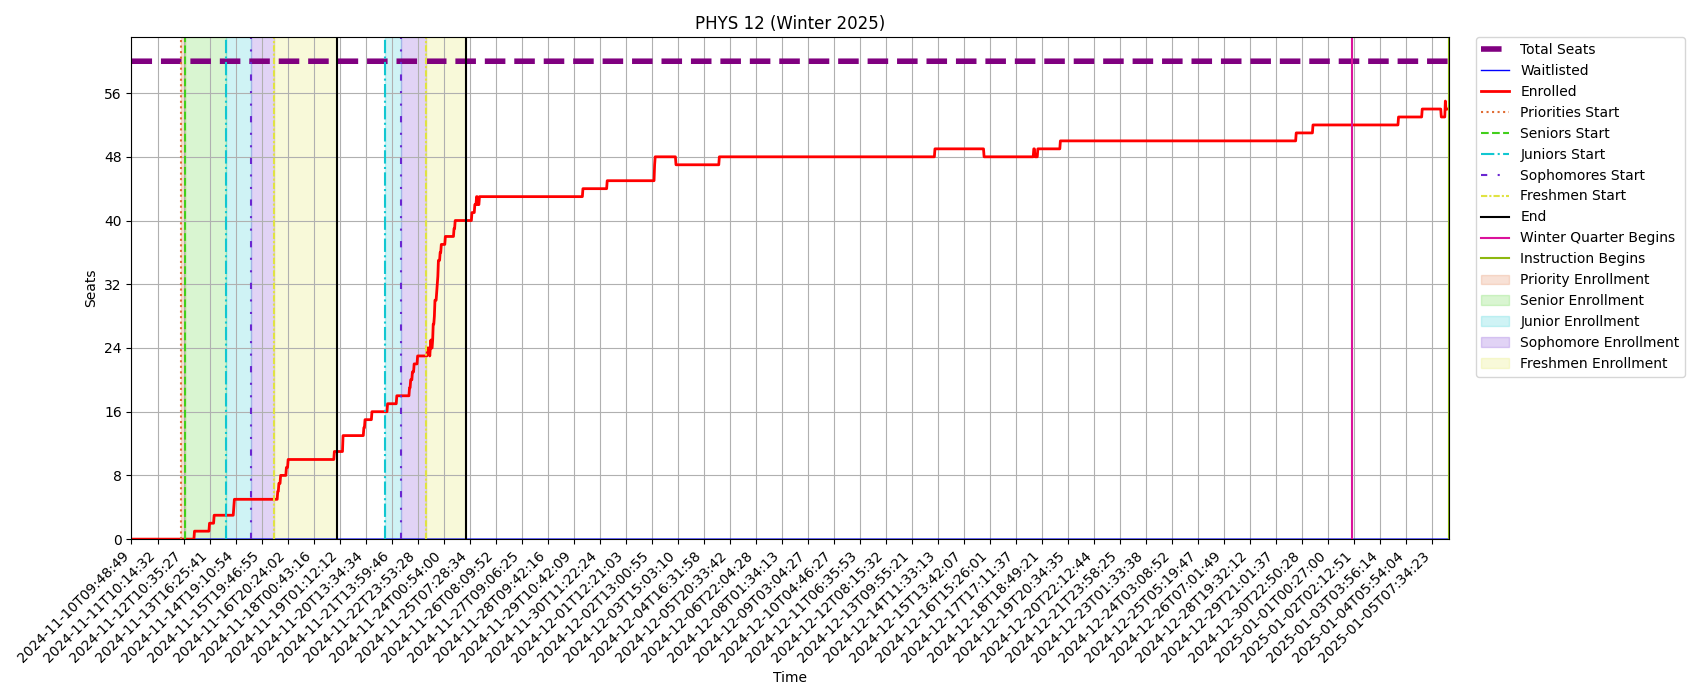 PHYS 12 (Winter 2025)
Seats
56
48
40
32
24
16
8
0
2024-11-10T09:48:49
2024-11-11T10:14:32
2024-11-12T10:35:27
2024-11-13T16:25:41
2024-11-14T19:10:54
2024-11-15T19:46:55
2024-11-16T20:24:02
2024-11-18T00:43:16
2024-11-19T01:12:12
2024-11-20T13:34:34
2024-11-21T13:59:46
2024-11-22T23:53:28
2024-11-24T00:54:00
2024-11-25T07:28:34
2024-11-26T08:09:52
2024-11-27T09:06:25
2024-11-28T09:42:16
2024-11-29T10:42:09
2024-11-30T11:22:24
2024-12-01T12:21:03
2024-12-02T13:00:55
2024-12-03T15:03:10
2024-12-04T16:31:58
2024-12-05T20:33:42
2024-12-06T22:04:28
2024-12-08T01:34:13
2024-12-09T03:04:27
2024-12-10T04:46:27
2024-12-11T06:35:53
2024-12-12T08:15:32
2024-12-13T09:55:21
2024-12-14T11:33:13
2024-12-15T13:42:07
2024-12-16T15:26:01
2024-12-17T17:11:37
2024-12-18T18:49:21
2024-12-19T20:34:35
2024-12-20T22:12:44
2024-12-21T23:58:25
2024-12-23T01:33:38
2024-12-24T03:08:52
2024-12-25T05:19:47
2024-12-26T07:01:49
2024-12-28T19:32:12
2024-12-29T21:01:37
2024-12-30T22:50:28
2025-01-01T00:27:00
2025-01-02T02:12:51
2025-01-03T03:56:14
2025-01-04T05:54:04
2025-01-05T07:34:23
Time
Total Seats
Waitlisted
Enrolled
Priorities Start
Seniors Start
Juniors Start
Sophomores Start
Freshmen Start
End
Winter Quarter Begins
Instruction Begins
Priority Enrollment
Senior Enrollment
Junior Enrollment
Sophomore Enrollment
Freshmen Enrollment